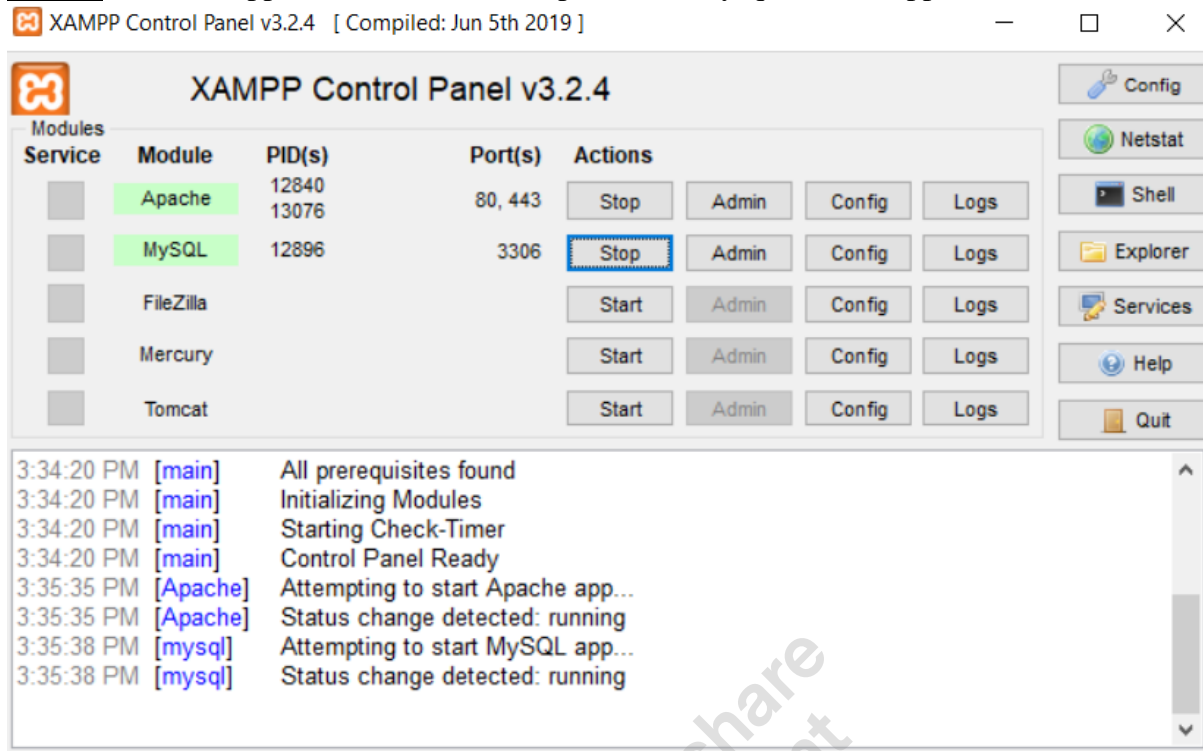 XAMPP Control Panel v3.2.4 [ Compiled: Jun 5th 2019 ]
XAMPP Control Panel v3.2.4
Config
Modules
Service Module PID(s) Port(s) Actions
Netstat
Apache 12840 13076 80, 443 Stop Admin Config Logs
Shell
MySQL 12896 3306 Stop Admin Config Logs
Explorer
FileZilla Start Admin Config Logs
Services
Mercury Start Admin Config Logs
Help
Tomcat Start Admin Config Logs
Quit
3:34:20 PM [main] All prerequisites found
3:34:20 PM [main] Initializing Modules
3:34:20 PM [main] Starting Check-Timer
3:34:20 PM [main] Control Panel Ready
3:35:35 PM [Apache] Attempting to start Apache app...
3:35:35 PM [Apache] Status change detected: running
3:35:38 PM [mysql] Attempting to start MySQL app...
3:35:38 PM [mysql] Status change detected: running